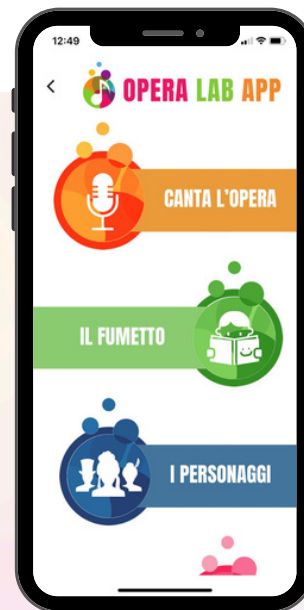 12:49
OPERA LAB APP
CANTA L'OPERA
IL FUMETTO
I PERSONAGGI